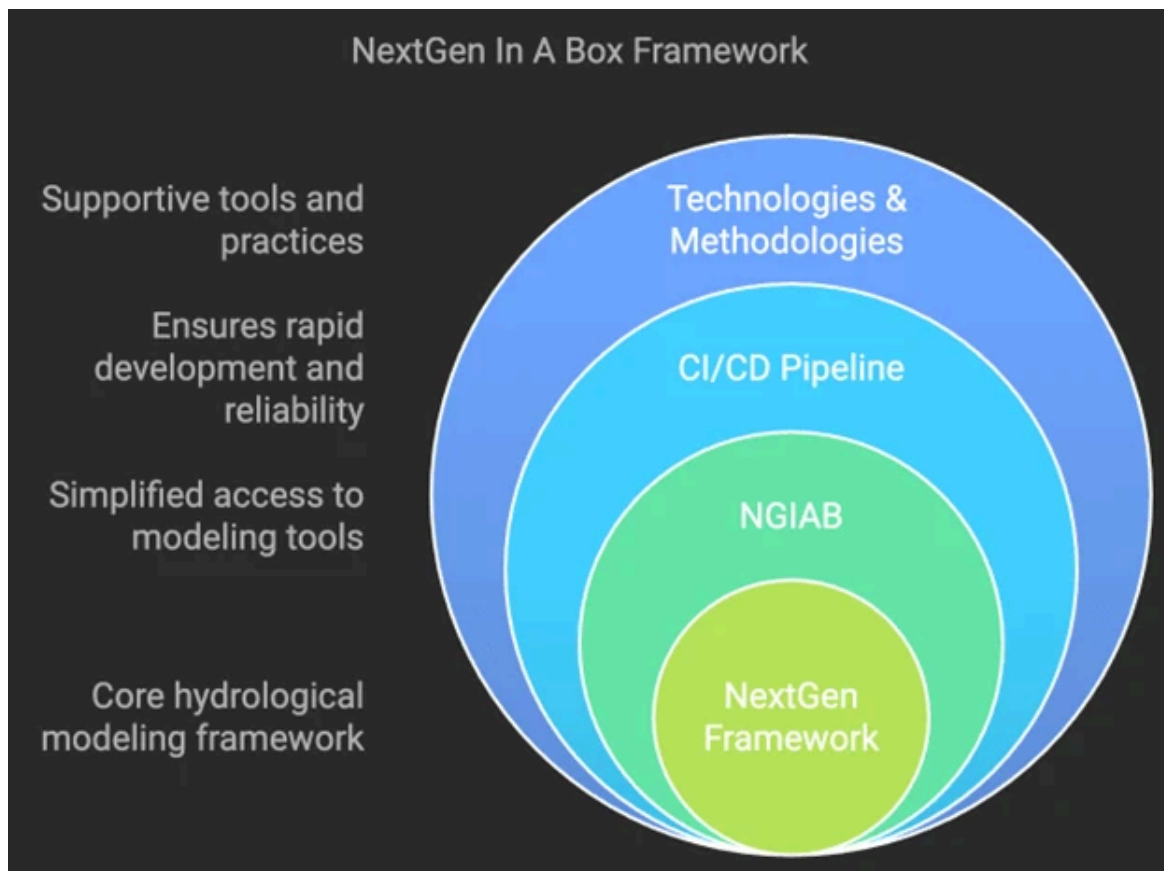 NextGen In A Box Framework
Supportive tools and
practices
Technologies &
Methodologies
Ensures rapid
development and
reliability
CI/CD Pipeline
Simplified access to
modeling tools
NGIAB
Core hydrological
modeling framework
NextGen
Framework